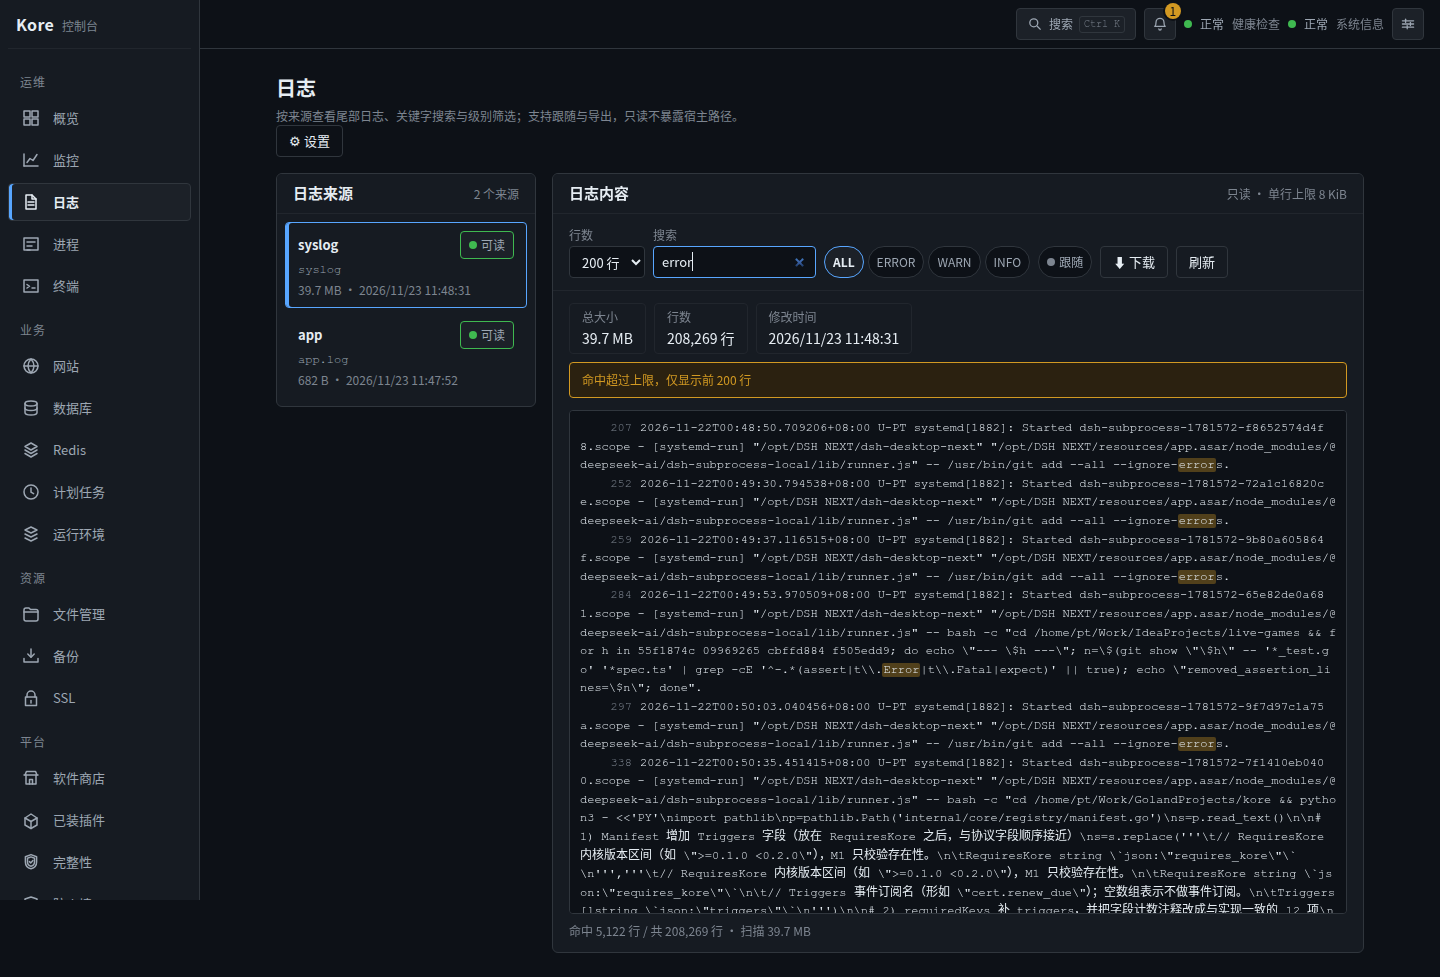 Kore 控制台
搜索 Ctrl K
1
正常 健康检查
正常 系统信息
运维
概览
监控
日志
进程
终端
业务
网站
数据库
Redis
计划任务
运行环境
资源
文件管理
备份
SSL
平台
软件商店
已装插件
完整性
日志
按来源查看尾部日志、关键字搜索与级别筛选；支持跟随与导出，只读不暴露宿主路径。
⚙ 设置
日志来源 2 个来源
syslog 可读
syslog
39.7 MB · 2026/11/23 11:48:31
app 可读
app.log
682 B · 2026/11/23 11:47:52
日志内容 只读 · 单行上限 8 KiB
行数 搜索
200 行 error ✕ ALL ERROR WARN INFO 跟随 ⬇ 下载 刷新
总大小 行数 修改时间
39.7 MB 208,269 行 2026/11/23 11:48:31
命中超过上限，仅显示前 200 行
207 2026-11-22T00:48:50.709206+08:00 U-PT systemd[1882]: Started dsh-subprocess-1781572-f8652574d4f
8.scope - [systemd-run] "/opt/DSH NEXT/dsh-desktop-next" "/opt/DSH NEXT/resources/app.asar/node_modules/@
deepseek-ai/dsh-subprocess-local/lib/runner.js" -- /usr/bin/git add --all --ignore-errors.
252 2026-11-22T00:49:30.794538+08:00 U-PT systemd[1882]: Started dsh-subprocess-1781572-72a1c16820c
e.scope - [systemd-run] "/opt/DSH NEXT/dsh-desktop-next" "/opt/DSH NEXT/resources/app.asar/node_modules/@
deepseek-ai/dsh-subprocess-local/lib/runner.js" -- /usr/bin/git add --all --ignore-errors.
259 2026-11-22T00:49:37.116515+08:00 U-PT systemd[1882]: Started dsh-subprocess-1781572-9b80a605864
f.scope - [systemd-run] "/opt/DSH NEXT/dsh-desktop-next" "/opt/DSH NEXT/resources/app.asar/node_modules/@
deepseek-ai/dsh-subprocess-local/lib/runner.js" -- /usr/bin/git add --all --ignore-errors.
284 2026-11-22T00:49:53.970509+08:00 U-PT systemd[1882]: Started dsh-subprocess-1781572-65e82de0a68
1.scope - [systemd-run] "/opt/DSH NEXT/dsh-desktop-next" "/opt/DSH NEXT/resources/app.asar/node_modules/@
deepseek-ai/dsh-subprocess-local/lib/runner.js" -- bash -c "cd /home/pt/Work/IdeaProjects/live-games && f
or h in 55f1874c 09969265 cbffd884 f505edd9; do echo \"--- \$h ---\"; n=\$(git show \"\$h\" -- '*_test.g
o' '*spec.ts' | grep -cE '^-.*(assert|t\\.Error|t\\.Fatal|expect)' || true); echo \"removed_assertion_li
nes=\$n\"; done".
297 2026-11-22T00:50:03.040456+08:00 U-PT systemd[1882]: Started dsh-subprocess-1781572-9f7d97c1a75
a.scope - [systemd-run] "/opt/DSH NEXT/dsh-desktop-next" "/opt/DSH NEXT/resources/app.asar/node_modules/@
deepseek-ai/dsh-subprocess-local/lib/runner.js" -- /usr/bin/git add --all --ignore-errors.
338 2026-11-22T00:50:35.451415+08:00 U-PT systemd[1882]: Started dsh-subprocess-1781572-7f1410eb040
0.scope - [systemd-run] "/opt/DSH NEXT/dsh-desktop-next" "/opt/DSH NEXT/resources/app.asar/node_modules/@
deepseek-ai/dsh-subprocess-local/lib/runner.js" -- bash -c "cd /home/pt/Work/GolandProjects/kore && pytho
n3 - <<'PY'\nimport pathlib\np=pathlib.Path('internal/core/registry/manifest.go')\ns=p.read_text()\n\n#
1) Manifest 增加 Triggers 字段（放在 RequiresKore 之后，与协议字段顺序接近）\ns=s.replace('''\t// RequiresKore
内核版本区间（如 \">=0.1.0 <0.2.0\"），M1 只校验存在性。\n\tRequiresKore string \`json:\"requires_kore\"\`
\n''','''\t// RequiresKore 内核版本区间（如 \">=0.1.0 <0.2.0\"），M1 只校验存在性。\n\tRequiresKore string \`js
on:\"requires_kore\"\`\n\t// Triggers 事件订阅名（形如 \"cert.renew_due\"）；空数组表示不做事件订阅。\n\tTriggers
[]string \`json:\"triggers\"\`\n''')\n\n# 2) requiredKeys 补 triggers，并把字段计数注释改成与实现一致的 12 项\n
命中 5,122 行 / 共 208,269 行 · 扫描 39.7 MB